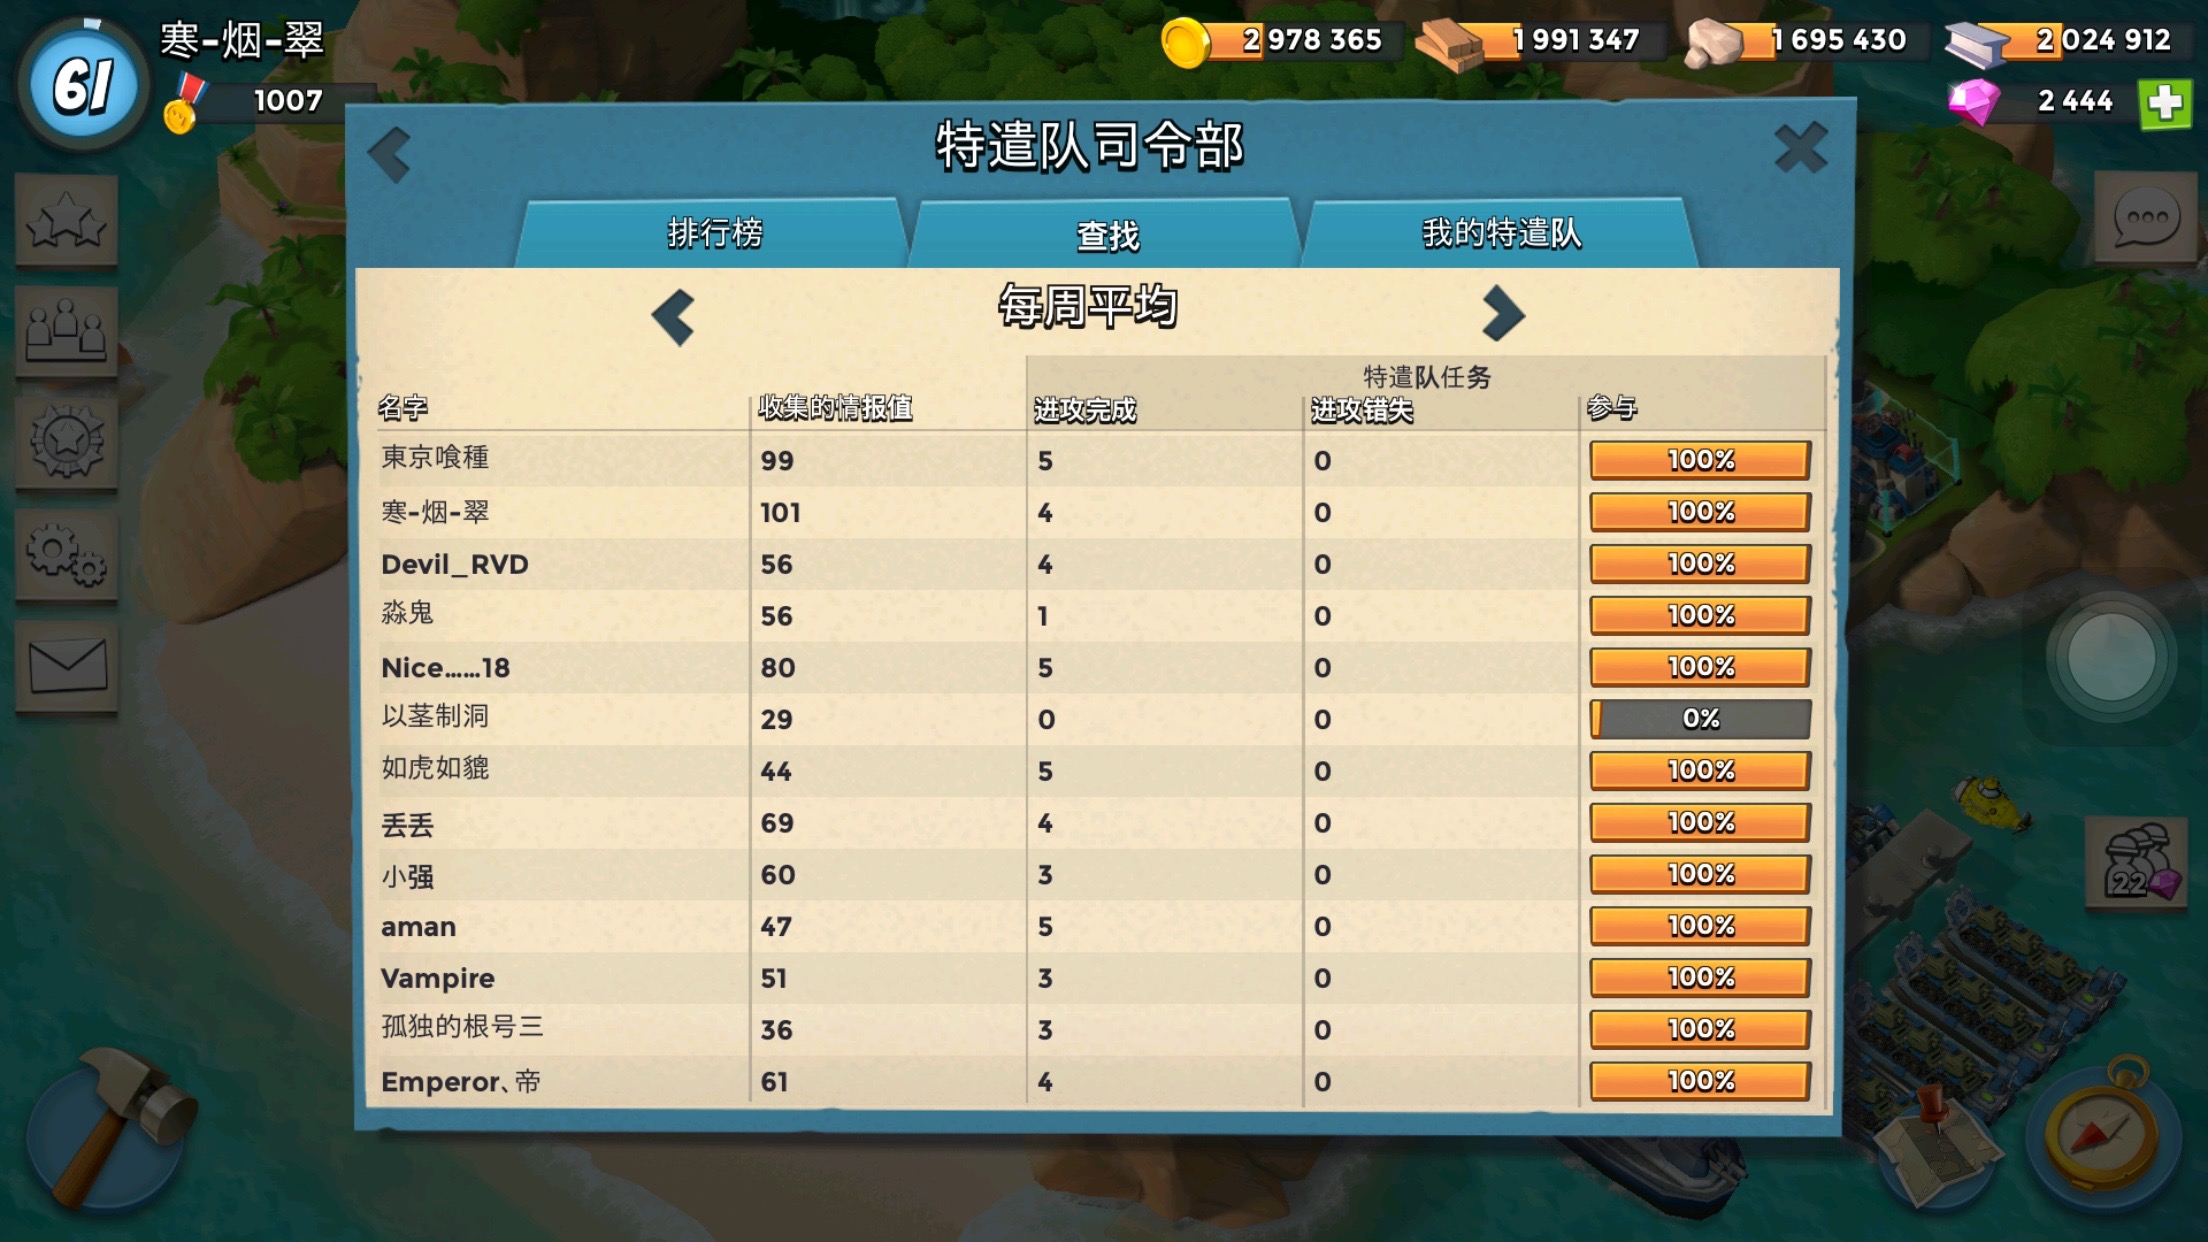 61 寒-烟-翠 2 978 365 1 991 347 1 695 430 2 024 912
1007 2 444
特遣队司令部
排行榜 查找 我的特遣队
每周平均
特遣队任务
名字 收集的情报值 进攻完成 进攻错失 参与
東京喰種 99 5 0 100%
寒-烟-翠 101 4 0 100%
Devil_RVD 56 4 0 100%
淼鬼 56 1 0 100%
Nice......18 80 5 0 100%
以茎制洞 29 0 0 0%
如虎如貔 44 5 0 100%
丢丢 69 4 0 100%
小强 60 3 0 100%
aman 47 5 0 100%
Vampire 51 3 0 100%
孤独的根号三 36 3 0 100%
Emperor、帝 61 4 0 100%
22